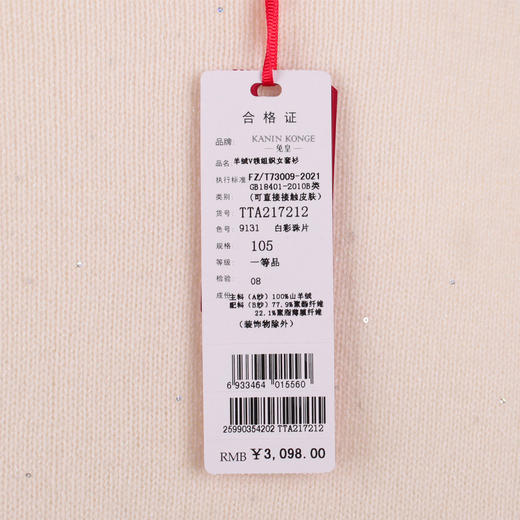 合格证
品牌: KANIN KONGE
—兔皇—
品名: 羊绒V领组织女套衫
执行标准 FZ/T73009-2021
GB18401-2010B类
类别: (可直接接触皮肤)
货号: TTA217212
色号: 9131 白彩珠片
规格: 105
等级: 一等品
检验: 08
成份: 主料(A纱)100%山羊绒
配料(B纱)77.9%聚酯纤维
22.1%聚酯薄膜纤维
(装饰物除外)
6 933464 015560
25990354202 TTA217212
RMB ¥3,098.00